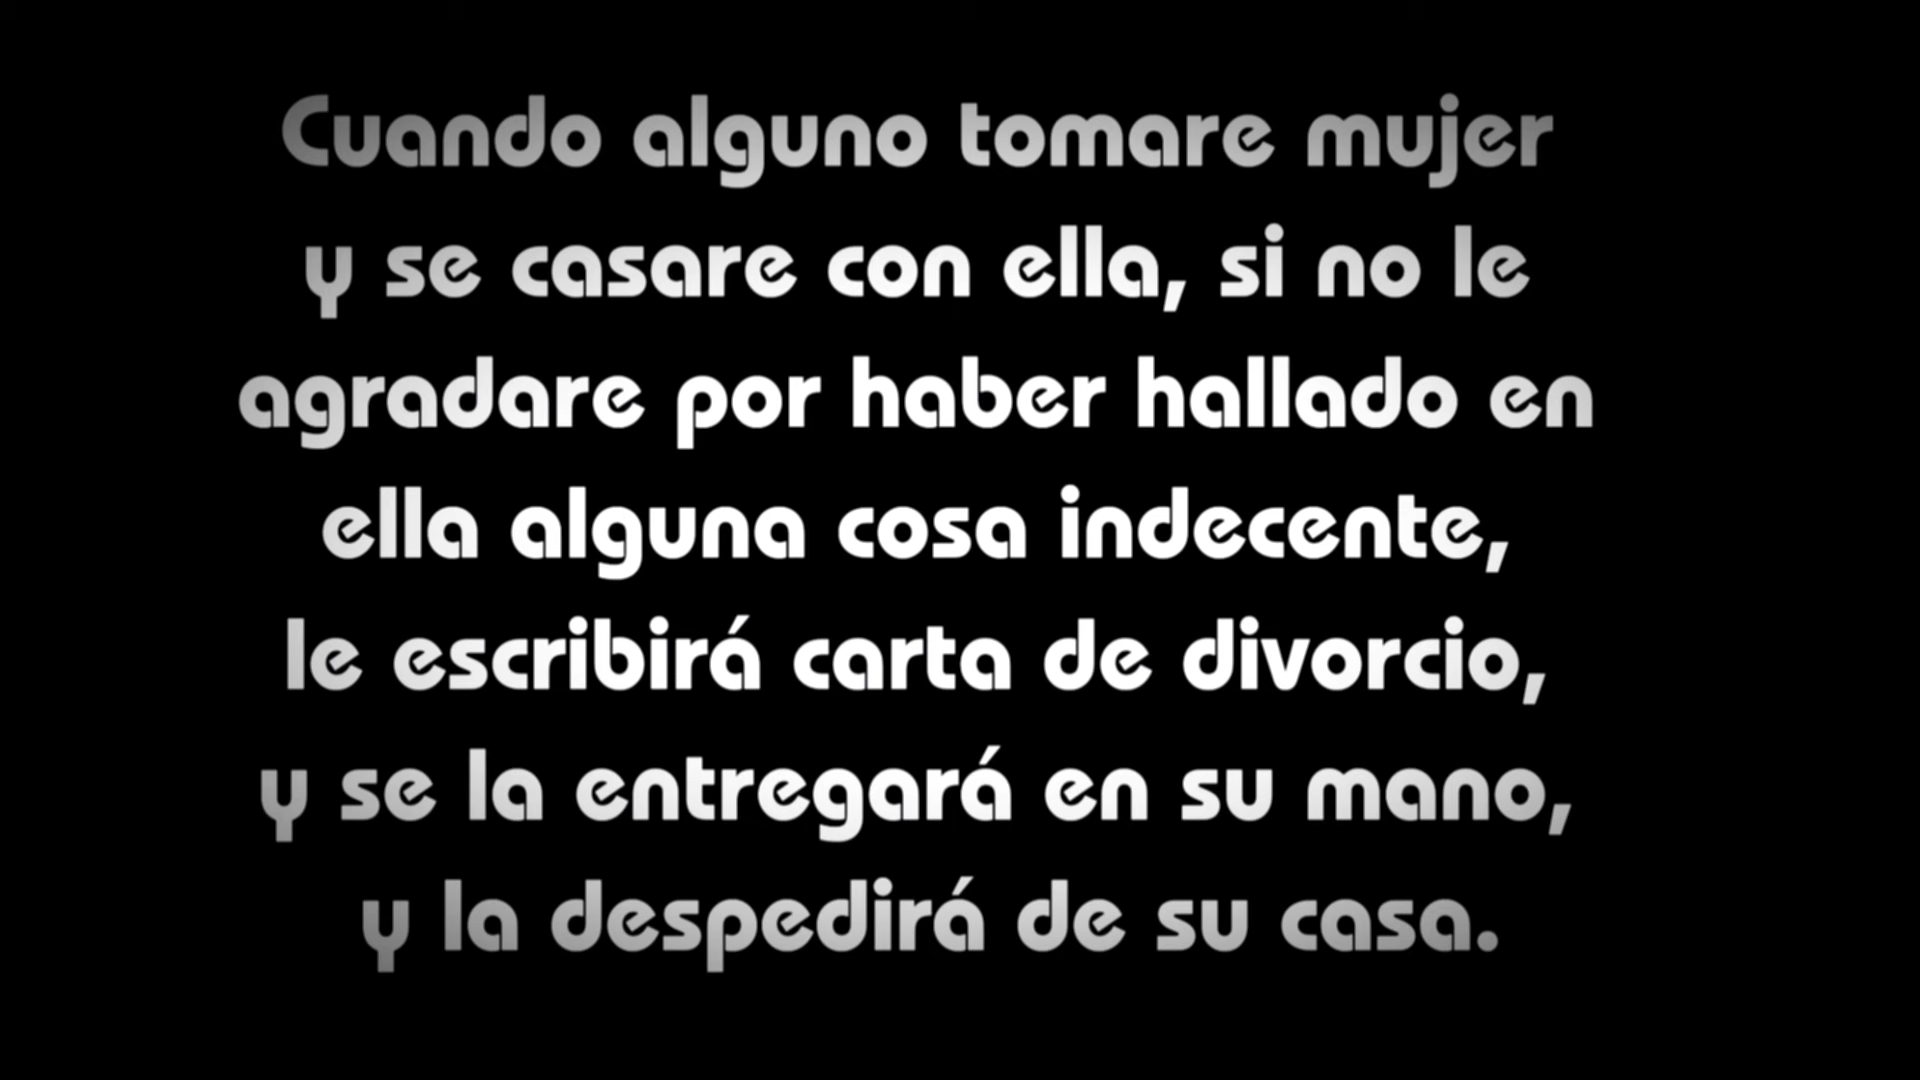 Cuando alguno tomare mujer
y se casare con ella, si no le
agradare por haber hallado en
ella alguna cosa indecente,
le escribirá carta de divorcio,
y se la entregará en su mano,
y la despedirá de su casa.